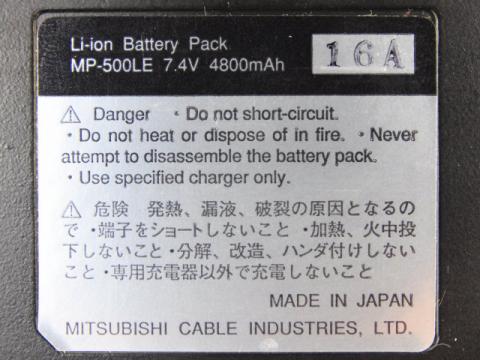 Li-ion Battery Pack
MP-500LE 7.4V 4800mAh
16A
⚠ Danger ・Do not short-circuit.
・Do not heat or dispose of in fire. ・Never
attempt to disassemble the battery pack.
・Use specified charger only.
⚠ 危険 発熱、漏液、破裂の原因となるの
で・端子をショートしないこと・加熱、火中投
下しないこと・分解、改造、ハンダ付けしない
こと・専用充電器以外で充電しないこと
MADE IN JAPAN
MITSUBISHI CABLE INDUSTRIES, LTD.